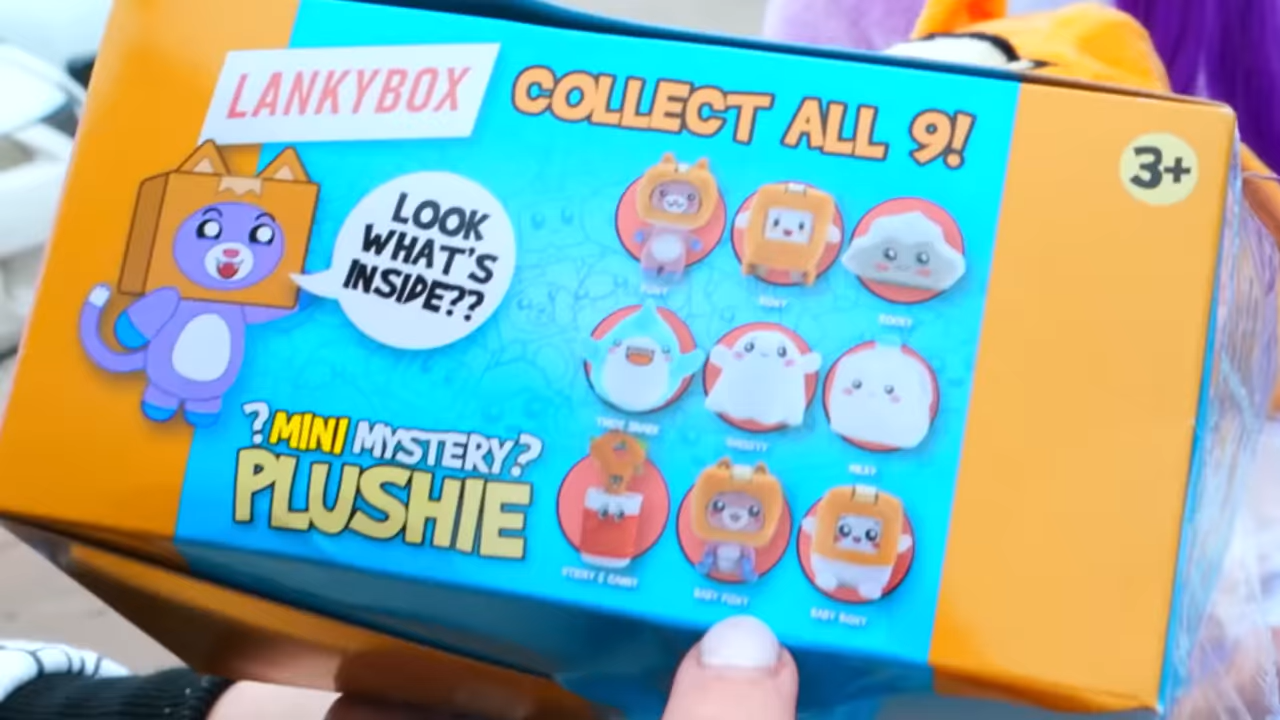 LANKYBOX
COLLECT ALL 9!
3+
LOOK
WHAT'S
INSIDE??
FOXY
BOXY
ROCKY
THICC SHARK
GHOSTY
MILKY
?MINI MYSTERY?
PLUSHIE
BABY FOXY
BABY BOXY